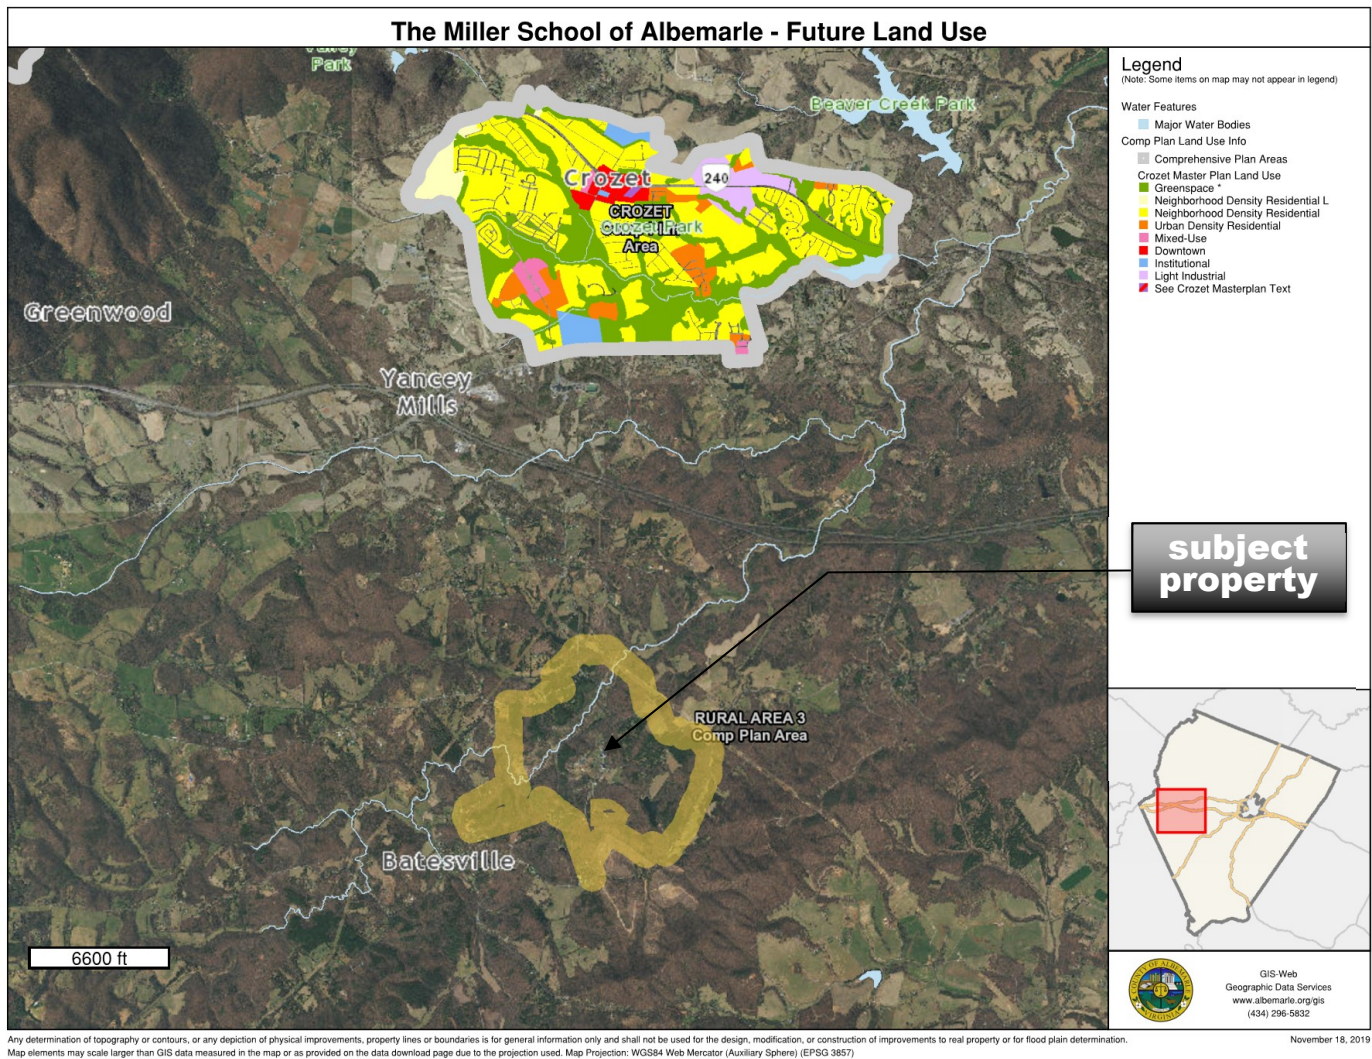 The Miller School of Albemarle - Future Land Use
Park
Beaver Creek Park
Crozet
240
CROZET
Crozet Park
Area
Greenwood
Yancey
Mills
RURAL AREA 3
Comp Plan Area
Batesville
6600 ft
Legend
(Note: Some items on map may not appear in legend)
Water Features
Major Water Bodies
Comp Plan Land Use Info
Comprehensive Plan Areas
Crozet Master Plan Land Use
Greenspace *
Neighborhood Density Residential L
Neighborhood Density Residential
Urban Density Residential
Mixed-Use
Downtown
Institutional
Light Industrial
See Crozet Masterplan Text
subject
property
GIS-Web
Geographic Data Services
www.albemarle.org/gis
(434) 296-5832
Any determination of topography or contours, or any depiction of physical improvements, property lines or boundaries is for general information only and shall not be used for the design, modification, or construction of improvements to real property or for flood plain determination.
November 18, 2019
Map elements may scale larger than GIS data measured in the map or as provided on the data download page due to the projection used. Map Projection: WGS84 Web Mercator (Auxiliary Sphere) (EPSG 3857)